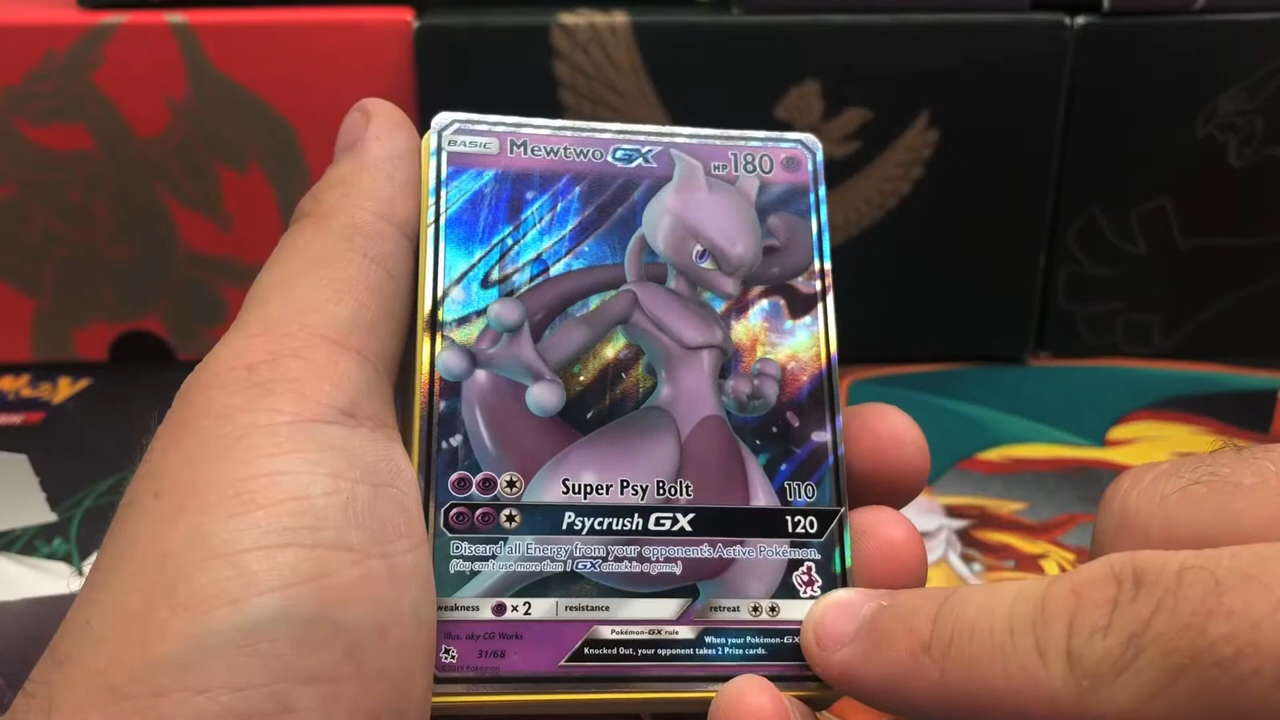 BASIC Mewtwo GX HP 180
Super Psy Bolt 110
Psycrush GX 120
Discard all Energy from your opponent's Active Pokémon.
(You can't use more than 1 GX attack in a game.)
weakness ×2 resistance retreat
Illus. aky CG Works
Pokémon-GX rule
When your Pokémon-GX
Knocked Out, your opponent takes 2 Prize cards.
31/68
©2019 Pokémon